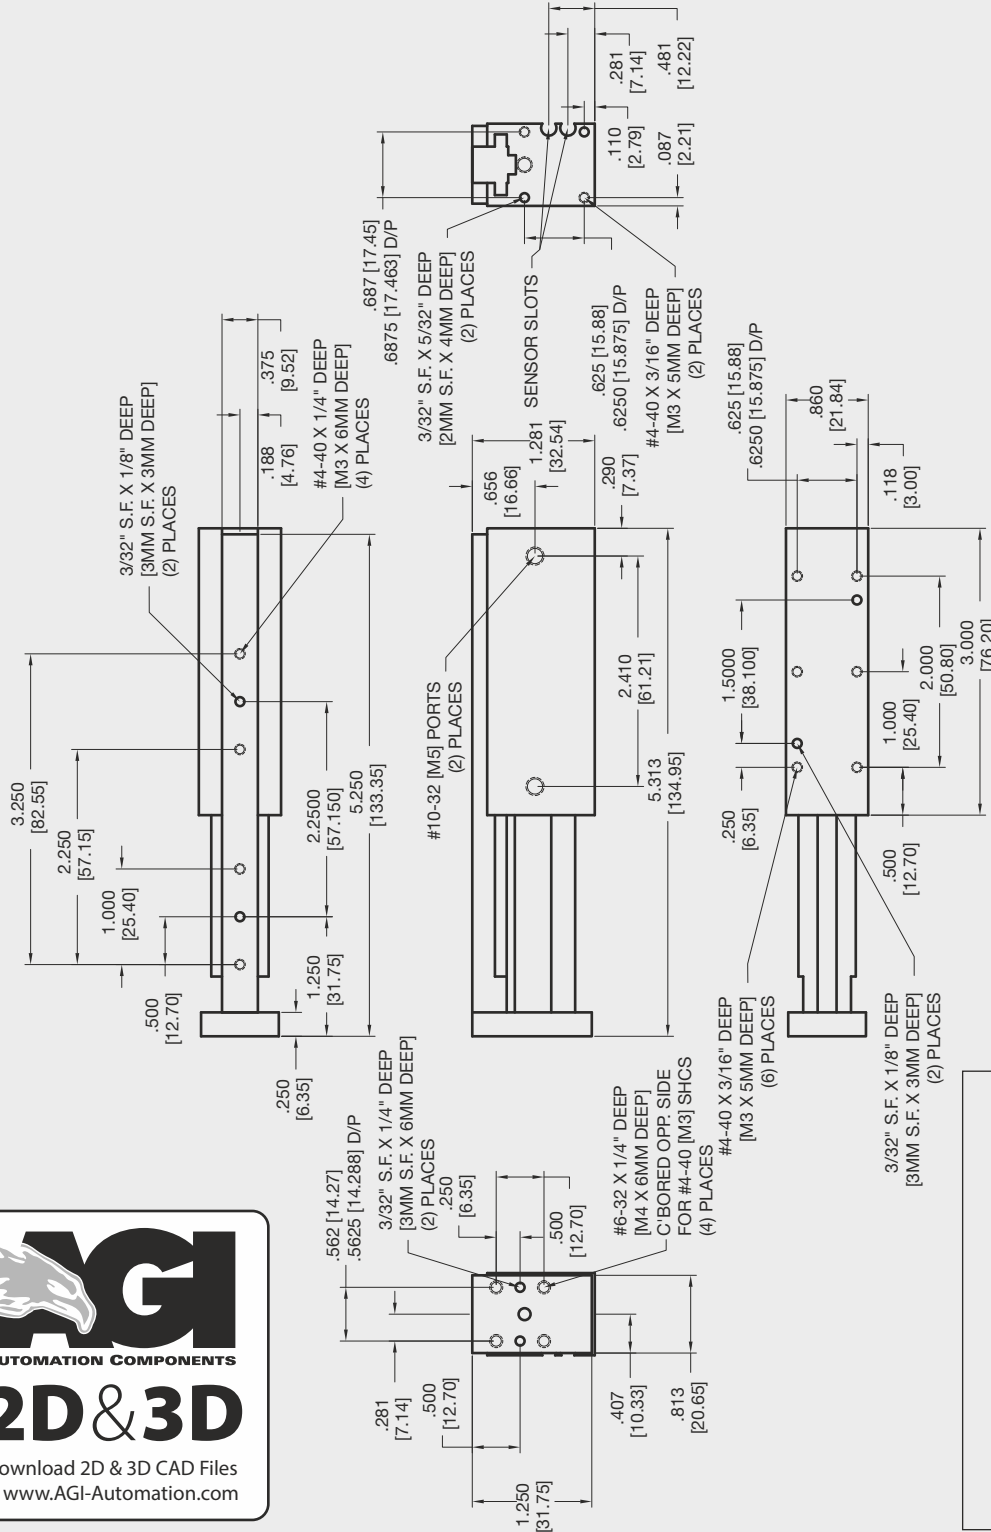 .481
[12.22]
.281
[7.14]
.110
[2.79]
.087
[2.21]
.687 [17.45]
.6875 [17.463] D/P
3/32" S.F. X 5/32" DEEP
[2MM S.F. X 4MM DEEP]
(2) PLACES
SENSOR SLOTS
.625 [15.88]
.6250 [15.875] D/P
#4-40 X 3/16" DEEP
[M3 X 5MM DEEP]
(2) PLACES
3/32" S.F. X 1/8" DEEP
[3MM S.F. X 3MM DEEP]
(2) PLACES
.375
[9.52]
.188
[4.76]
#4-40 X 1/4" DEEP
[M3 X 6MM DEEP]
(4) PLACES
3.250
[82.55]
2.250
[57.15]
1.000
[25.40]
.500
[12.70]
2.2500
[57.150]
5.250
[133.35]
1.250
[31.75]
.250
[6.35]
.656
[16.66]
1.281
[32.54]
.290
[7.37]
#10-32 [M5] PORTS
(2) PLACES
2.410
[61.21]
5.313
[134.95]
.625 [15.88]
.6250 [15.875] D/P
.860
[21.84]
.118
[3.00]
1.5000
[38.100]
.250
[6.35]
2.000
[50.80]
1.000
[25.40]
3.000
[76.20]
.500
[12.70]
#4-40 X 3/16" DEEP
[M3 X 5MM DEEP]
(6) PLACES
3/32" S.F. X 1/8" DEEP
[3MM S.F. X 3MM DEEP]
(2) PLACES
.562 [14.27]
.5625 [14.288] D/P
3/32" S.F. X 1/4" DEEP
[3MM S.F. X 6MM DEEP]
(2) PLACES
.250
[6.35]
.500
[12.70]
#6-32 X 1/4" DEEP
[M4 X 6MM DEEP]
C'BORED OPP. SIDE
FOR #4-40 [M3] SHCS
(4) PLACES
.281
[7.14]
.500
[12.70]
.407
[10.33]
.813
[20.65]
1.250
[31.75]
AGI
UTOMATION COMPONENTS
2D&3D
ownload 2D & 3D CAD Files
www.AGI-Automation.com